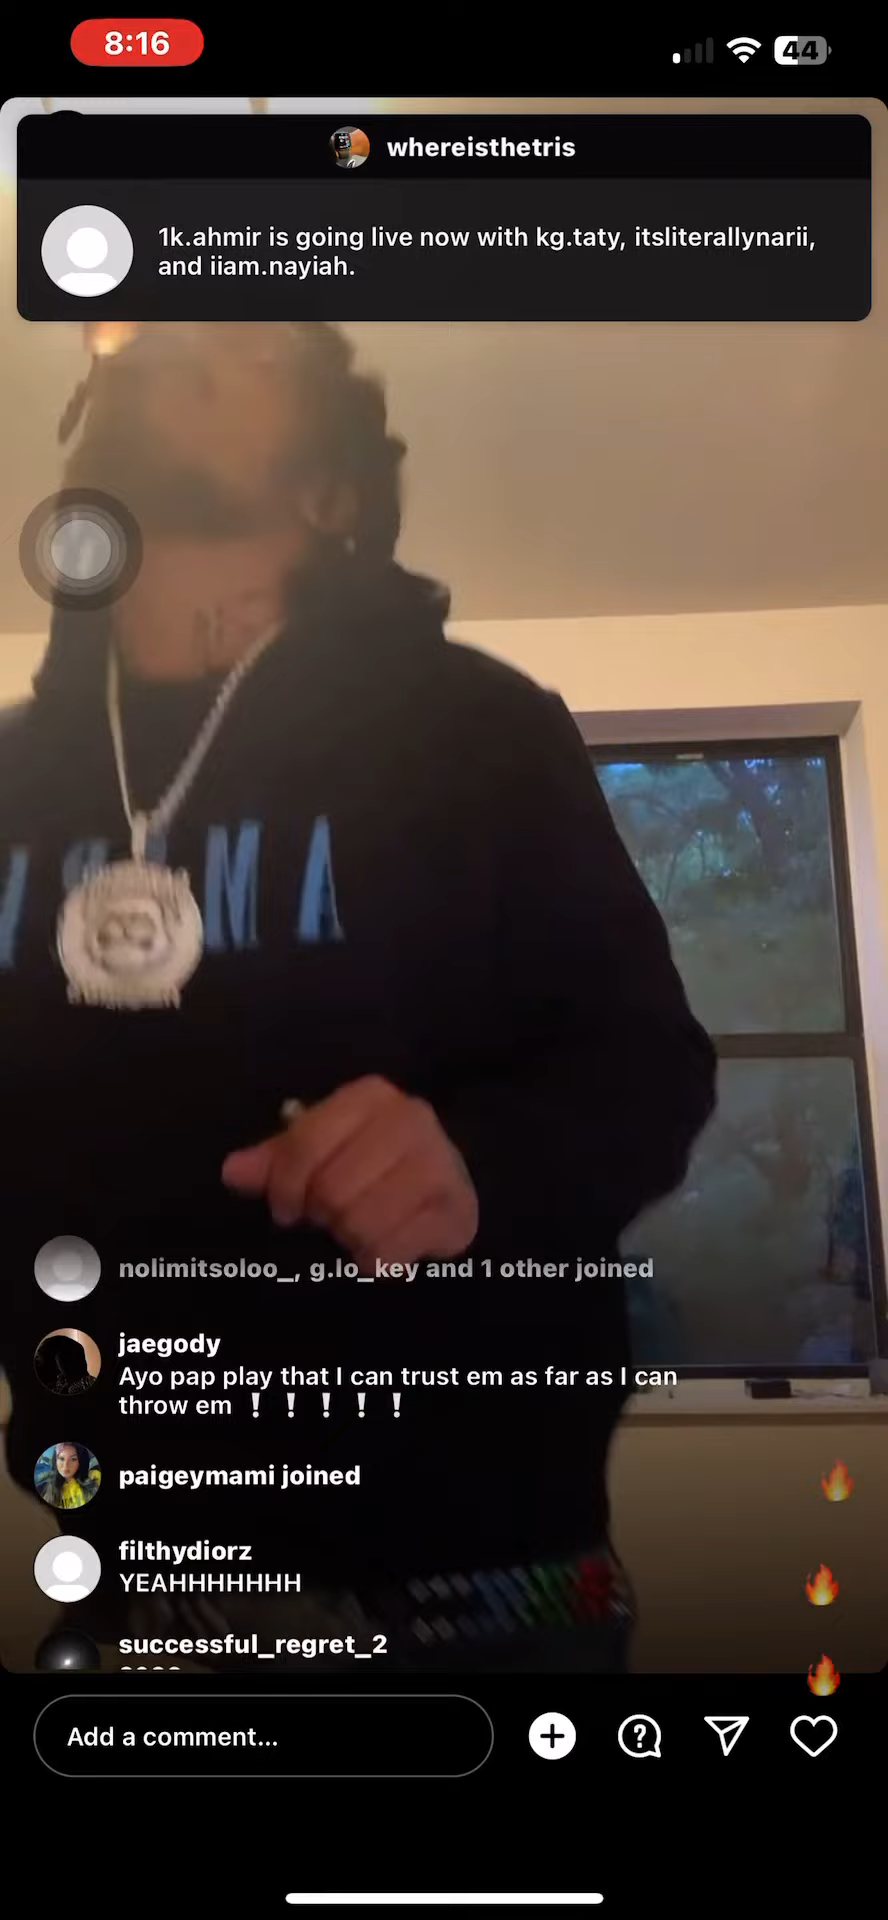 8:16
44
whereisthetris
1k.ahmir is going live now with kg.taty, itsliterallynarii,
and iiam.nayiah.
M A
nolimitsoloo_, g.lo_key and 1 other joined
jaegody
Ayo pap play that I can trust em as far as I can
throw em ❕ ❕ ❕ ❕ ❕
paigeymami joined
filthydiorz
YEAHHHHHHH
successful_regret_2
Add a comment...